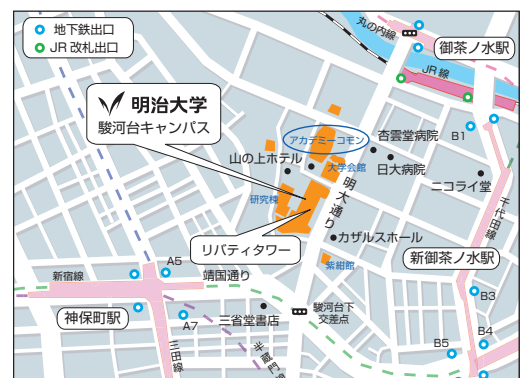 地下鉄出口
JR 改札出口
丸の内線
御茶ノ水駅
JR 線
明治大学
駿河台キャンパス
アカデミーコモン
杏雲堂病院
B1
山の上ホテル
大学会館
日大病院
ニコライ堂
研究棟
明大通り
千代田線
リバティタワー
カザルスホール
新御茶ノ水駅
紫紺館
新宿線
A5
靖国通り
B3
神保町駅
A7
三省堂書店
駿河台下
交差点
B4
B5
三田線
半蔵門線